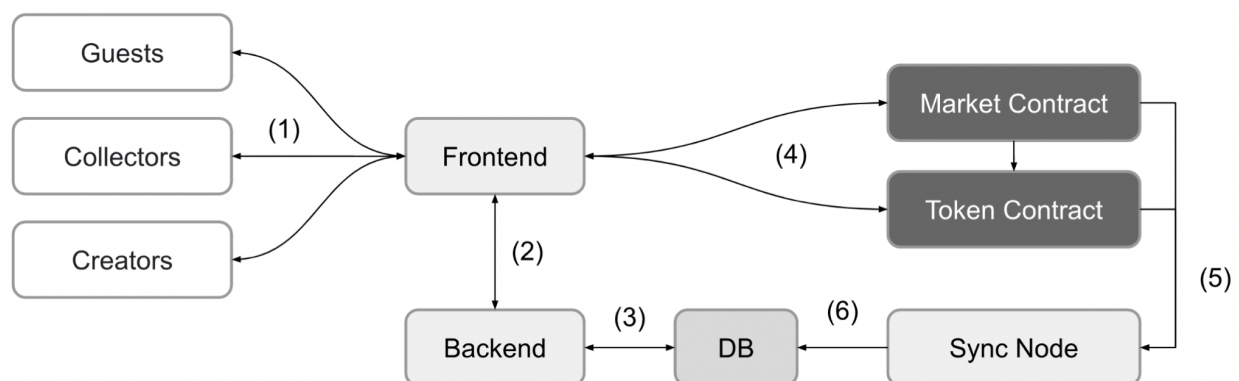 Guests
Collectors
Creators
(1)
Frontend
(2)
Backend
(3)
DB
(4)
Market Contract
Token Contract
(5)
(6)
Sync Node